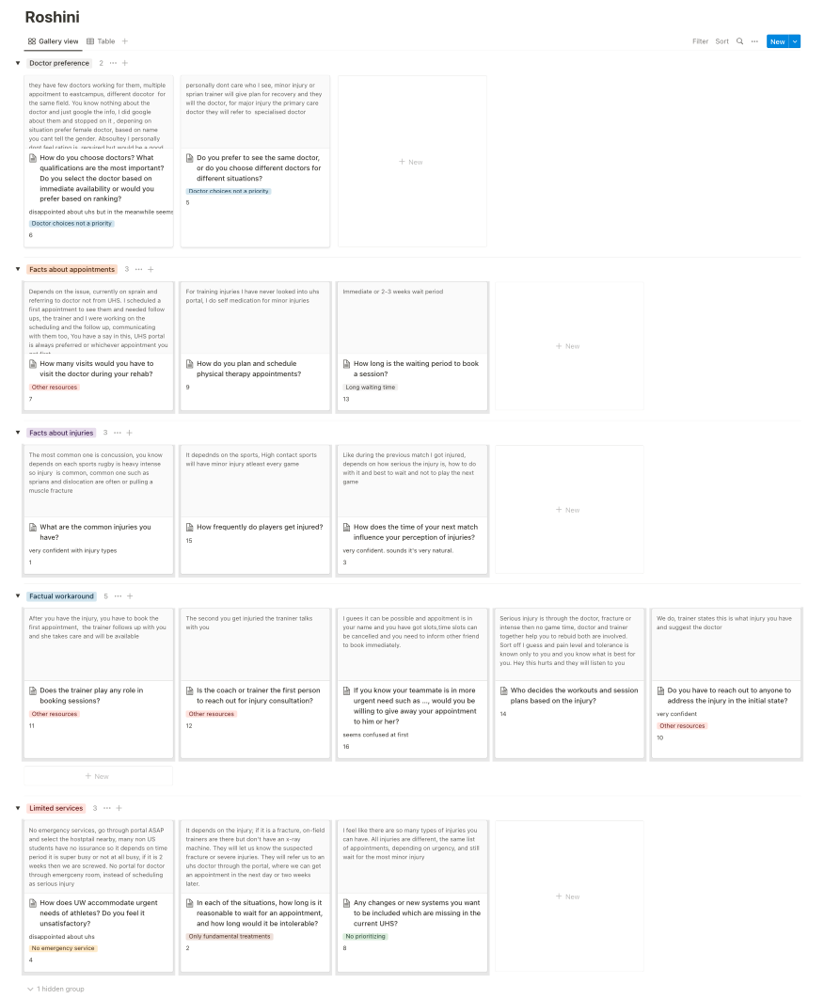 Roshini
Gallery view
Table
Filter
Sort
New
Doctor preference 2
they have few doctors working for them, multiple
appoitment to eastcampus, different docotor for
the same field. You know nothing about the
doctor and just google the info, I did google
about them and stopped on it , depening on
situation prefer female doctor, based on name
you cant tell the gender. Absoultey I personally
dont feel rating is required but would be a good
How do you choose doctors? What
qualifications are the most important?
Do you select the doctor based on
immediate availability or would you
prefer based on ranking?
disappointed about uhs but in the meanwhile seems
Doctor choices not a priority
6
personally dont care who I see, minor injury or
sprian trainer will give plan for recovery and they
will the doctor, for major injury the primary care
doctor they will refer to specialised doctor
Do you prefer to see the same doctor,
or do you choose different doctors for
different situations?
Doctor choices not a priority
5
+ New
Facts about appointments 3
Depends on the issue, currently on sprain and
referring to doctor not from UHS. I scheduled a
first appointment to see them and needed follow
ups, the trainer and I were working on the
scheduling and the follow up, communicating
with them too, You have a say in this, UHS portal
is always preferred or whichever appointment you
get first
How many visits would you have to
visit the doctor during your rehab?
Other resources
7
For training injuries I have never looked into uhs
portal, I do self medication for minor injuries
How do you plan and schedule
physical therapy appointments?
9
Immediate or 2-3 weeks wait period
How long is the waiting period to book
a session?
Long waiting time
13
+ New
Facts about injuries 3
The most common one is concussion, you know
depends on each sports rugby is heavy intense
so injury is common, common one such as
sprians and dislocation are often or pulling a
muscle fracture
What are the common injuries you
have?
very confident with injury types
1
It depednds on the sports, High contact sports
will have minor injury atleast every game
How frequently do players get injured?
15
Like during the previous match I got injured,
depends on how serious the injury is, how to do
with it and best to wait and not to play the next
game
How does the time of your next match
influence your perception of injuries?
very confident. sounds it's very natural.
3
+ New
Factual workaround 5
After you have the injury, you have to book the
first appointment, the trainer follows up with you
and she takes care and will be available
Does the trainer play any role in
booking sessions?
Other resources
11
The second you get injuried the traniner talks
with you
Is the coach or trainer the first person
to reach out for injury consultation?
Other resources
12
I guess it can be possible and appoitment is in
your name and you have got slots,time slots can
be cancelled and you need to inform other friend
to book immediately.
If you know your teammate is in more
urgent need such as ..., would you be
willing to give away your appointment
to him or her?
seems confused at first
16
Serious injury is through the doctor, fracture or
intense then no game time, doctor and trainer
together help you to rebuid both are involved.
Sort off I guess and pain level and tolerance is
known only to you and you know what is best for
you. Hey this hurts and they will listen to you
Who decides the workouts and session
plans based on the injury?
14
We do, trainer states this is what injury you have
and suggest the doctor
Do you have to reach out to anyone to
address the injury in the initial state?
very confident
Other resources
10
+ New
Limited services 3
No emergency services, go through portal ASAP
and select the hostptail nearby, many non US
students have no issurance so it depends on time
period it is super busy or not at all busy, if it is 2
weeks then we are screwed. No portal for doctor
through emergceny room, instead of scheduling
as serious injury
How does UW accommodate urgent
needs of athletes? Do you feel it
unsatisfactory?
disappointed about uhs
No emergency service
4
It depends on the injury; if it is a fracture, on-field
trainers are there but don't have an x-ray
machine. They will let us know the suspected
fracture or severe injuries. They will refer us to an
uhs doctor through the portal, where we can get
an appointment in the next day or two weeks
later.
In each of the situations, how long is it
reasonable to wait for an appointment,
and how long would it be intolerable?
Only fundamental treatments
2
I feel like there are so many types of injuries you
can have. All injuries are different, the same list
of appointments, depending on urgency, and still
wait for the most minor injury
Any changes or new systems you want
to be included which are missing in the
current UHS?
No prioritizing
8
+ New
1 hidden group